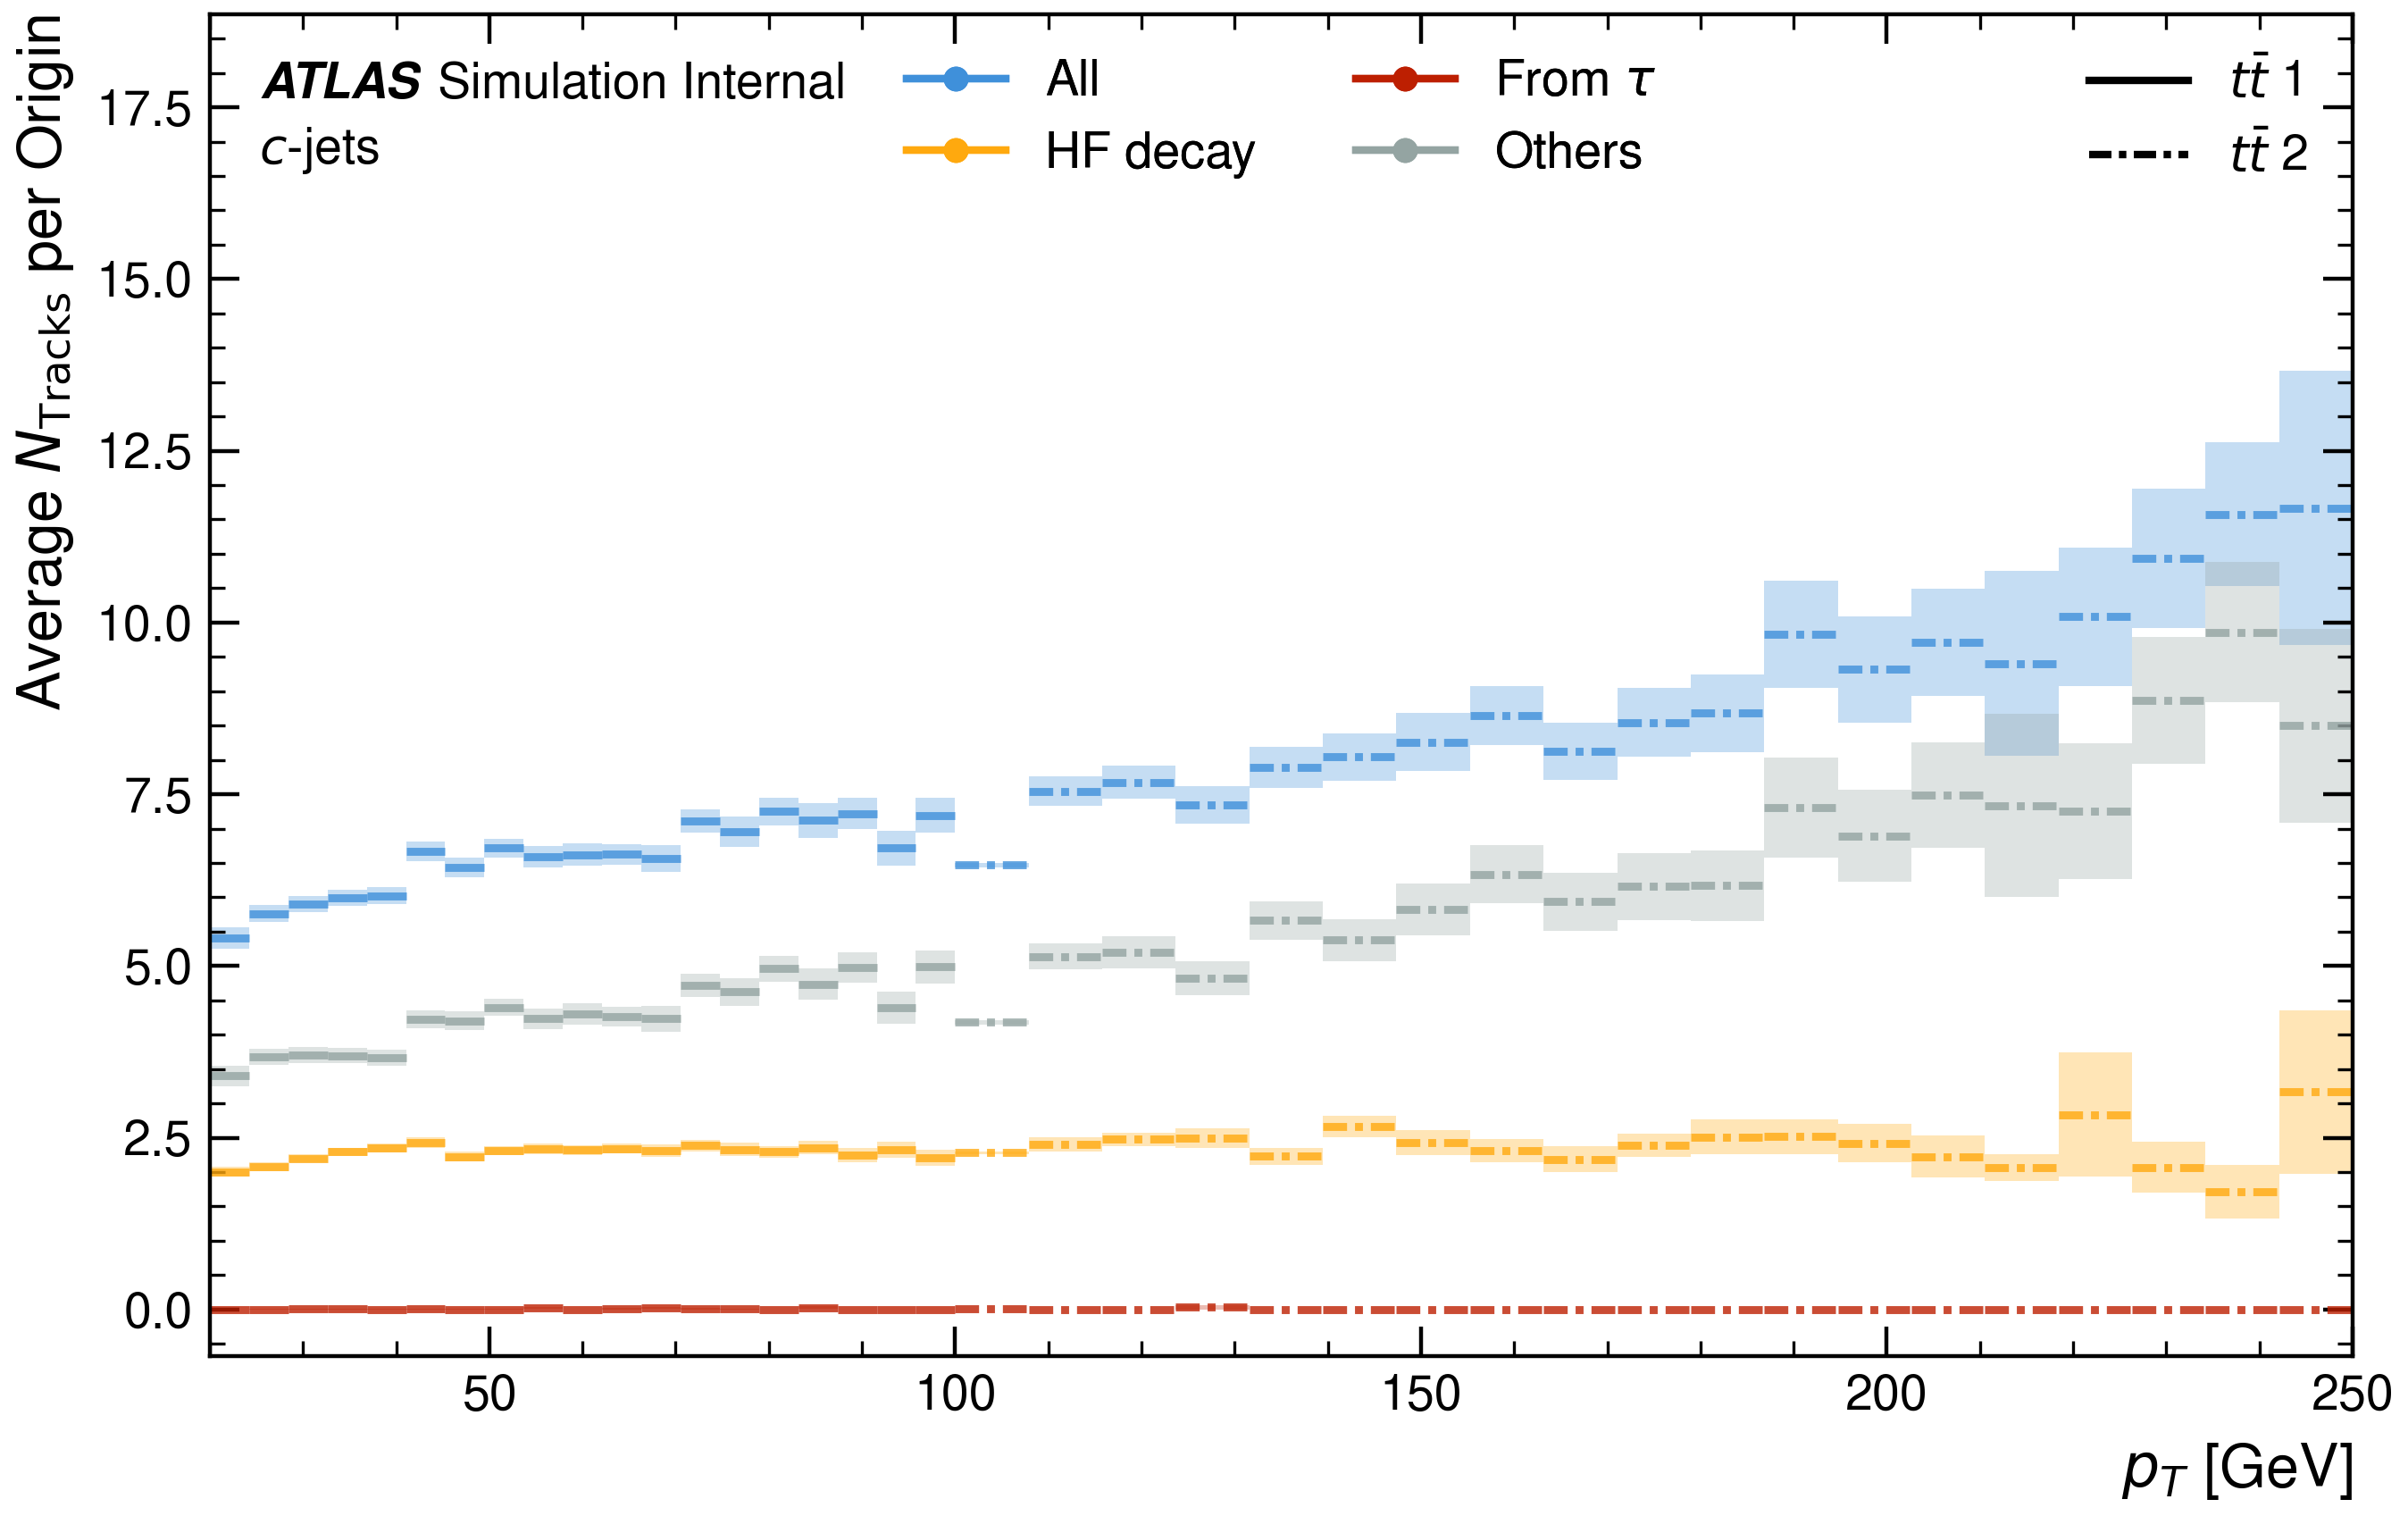 ATLAS Simulation Internal
c-jets
All
HF decay
From τ
Others
tt̄ 1
tt̄ 2
Average N_Tracks per Origin
17.5
15.0
12.5
10.0
7.5
5.0
2.5
0.0
50 100 150 200 250
p_T [GeV]